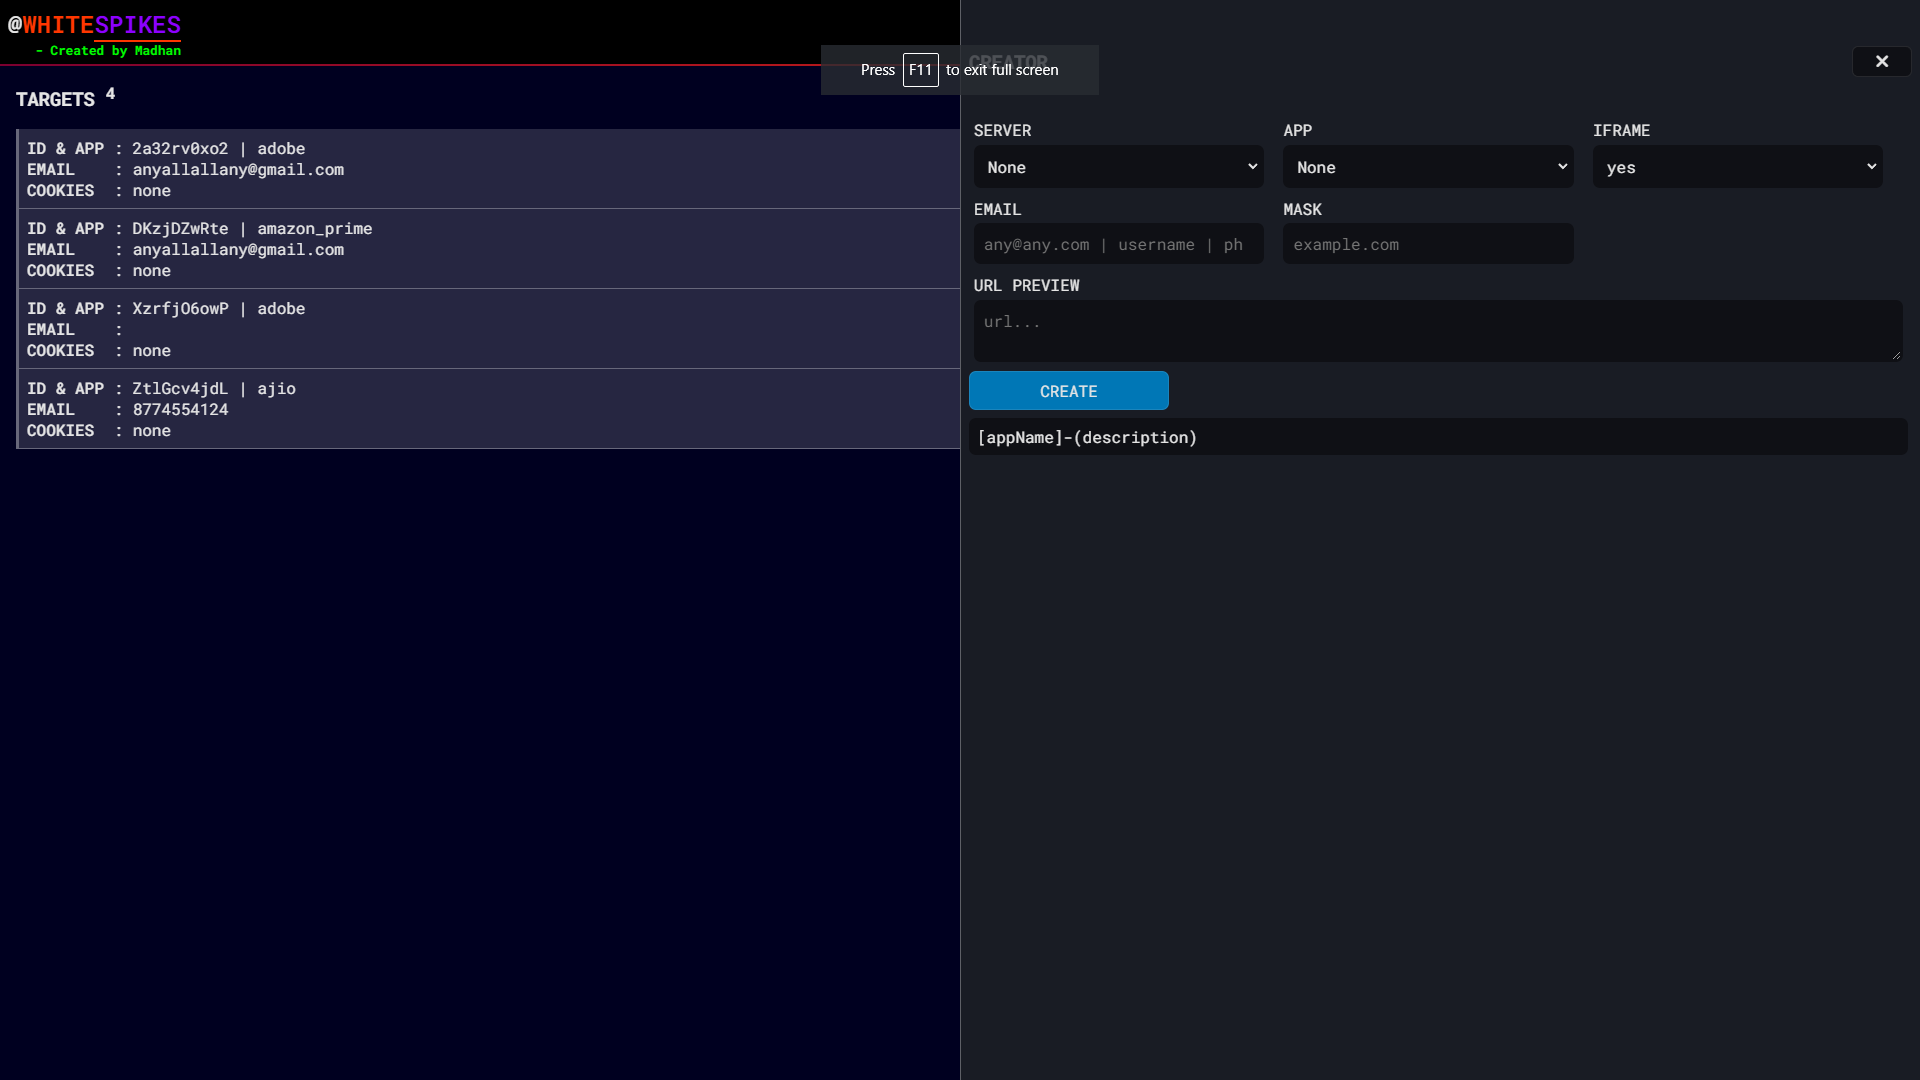 @WHITESPIKES
- Created by Madhan
Press F11 to exit full screen
CREATOR
×
TARGETS 4
ID & APP : 2a32rv0xo2 | adobe
EMAIL : anyallallany@gmail.com
COOKIES : none
ID & APP : DKzjDZwRte | amazon_prime
EMAIL : anyallallany@gmail.com
COOKIES : none
ID & APP : XzrfjO6owP | adobe
EMAIL :
COOKIES : none
ID & APP : ZtlGcv4jdL | ajio
EMAIL : 8774554124
COOKIES : none
SERVER
None
APP
None
IFRAME
yes
EMAIL
any@any.com | username | ph
MASK
example.com
URL PREVIEW
url...
CREATE
[appName]-(description)